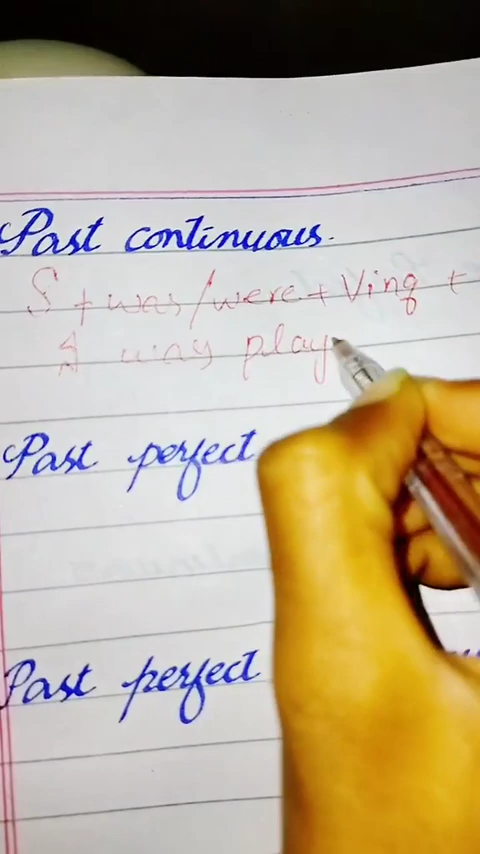 Past continuous.
S + was/were + Ving +
I was play
Past perfect
Past perfect